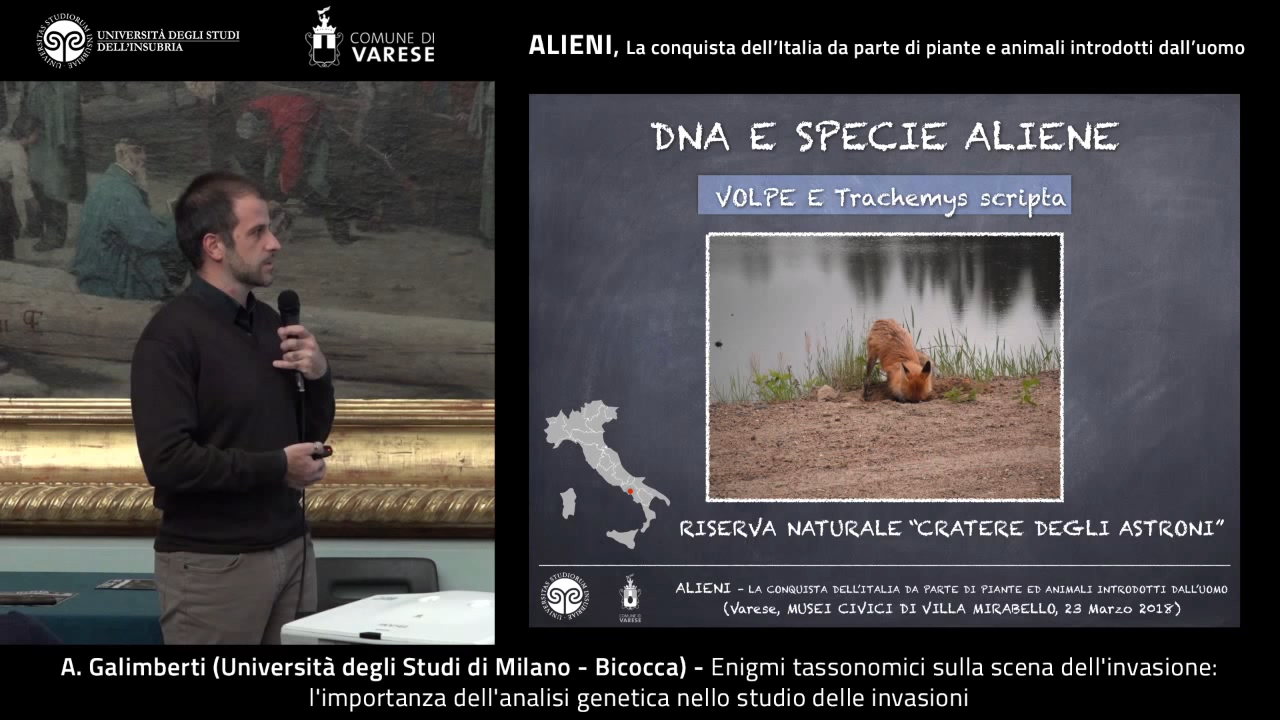 UNIVERSITÀ DEGLI STUDI
DELL'INSUBRIA
COMUNE DI
VARESE
ALIENI, La conquista dell'Italia da parte di piante e animali introdotti dall'uomo
DNA E SPECIE ALIENE
VOLPE E Trachemys scripta
RISERVA NATURALE "CRATERE DEGLI ASTRONI"
ALIENI - LA CONQUISTA DELL'ITALIA DA PARTE DI PIANTE ED ANIMALI INTRODOTTI DALL'UOMO
(Varese, MUSEI CIVICI DI VILLA MIRABELLO, 23 Marzo 2018)
COMUNE DI
VARESE
A. Galimberti (Università degli Studi di Milano - Bicocca) - Enigmi tassonomici sulla scena dell'invasione:
l'importanza dell'analisi genetica nello studio delle invasioni